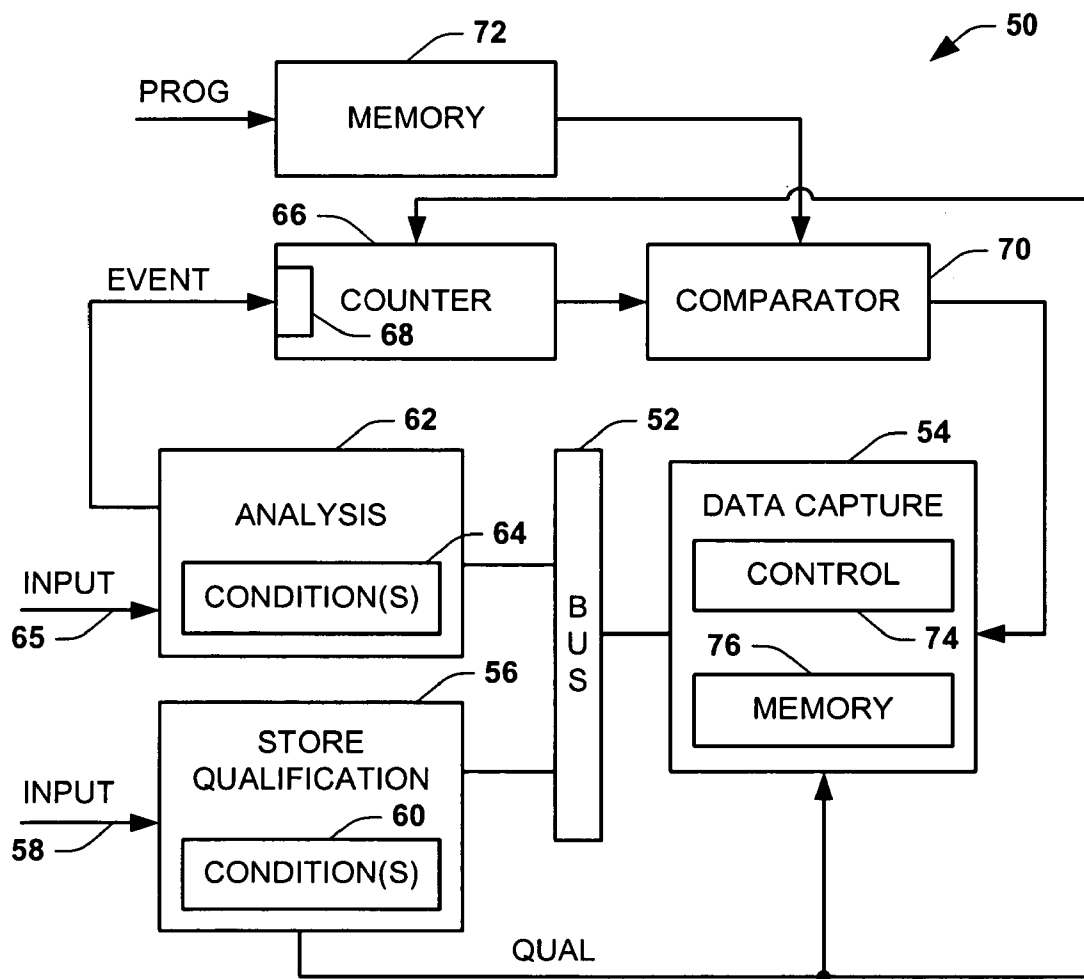 72
50
PROG
MEMORY
66
EVENT
COUNTER
68
COMPARATOR
70
62
52
54
ANALYSIS
64
CONDITION(S)
INPUT
65
BUS
DATA CAPTURE
CONTROL
74
76
MEMORY
56
STORE
QUALIFICATION
INPUT
58
60
CONDITION(S)
QUAL